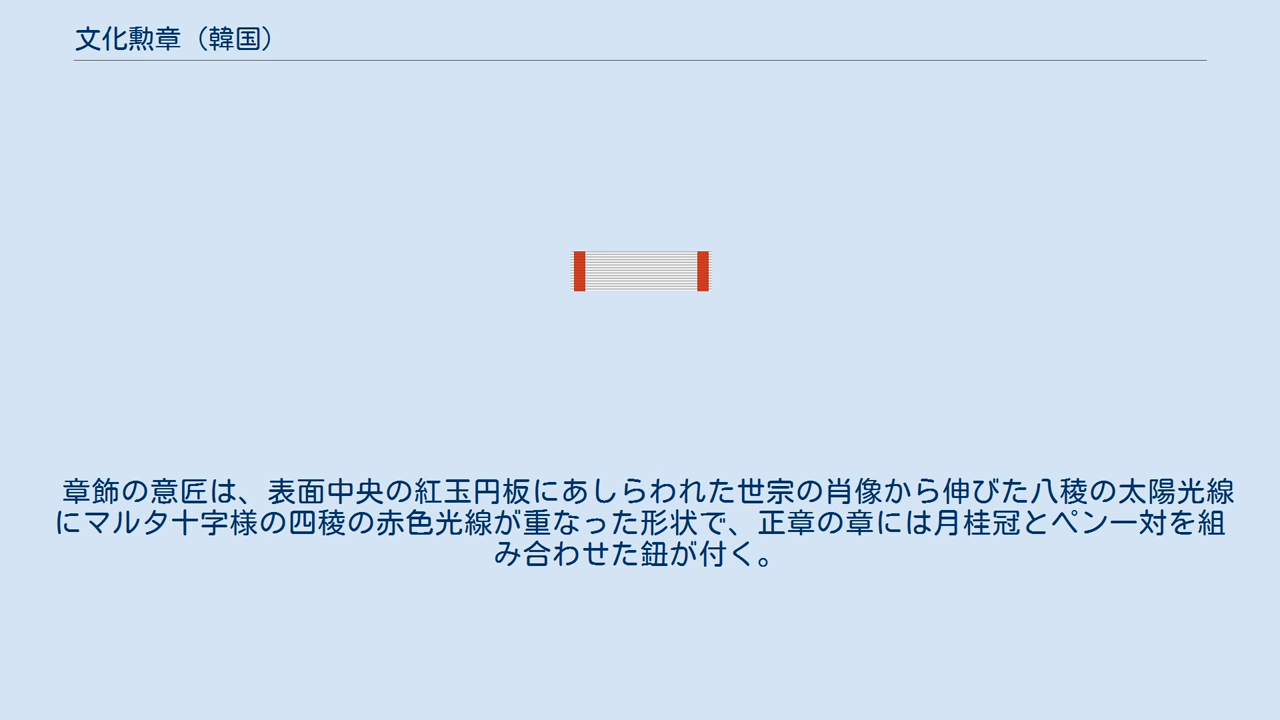 文化勲章（韓国）
章飾の意匠は、表面中央の紅玉円板にあしらわれた世宗の肖像から伸びた八稜の太陽光線
にマルタ十字様の四稜の赤色光線が重なった形状で、正章の章には月桂冠とペン一対を組
み合わせた鈕が付く。